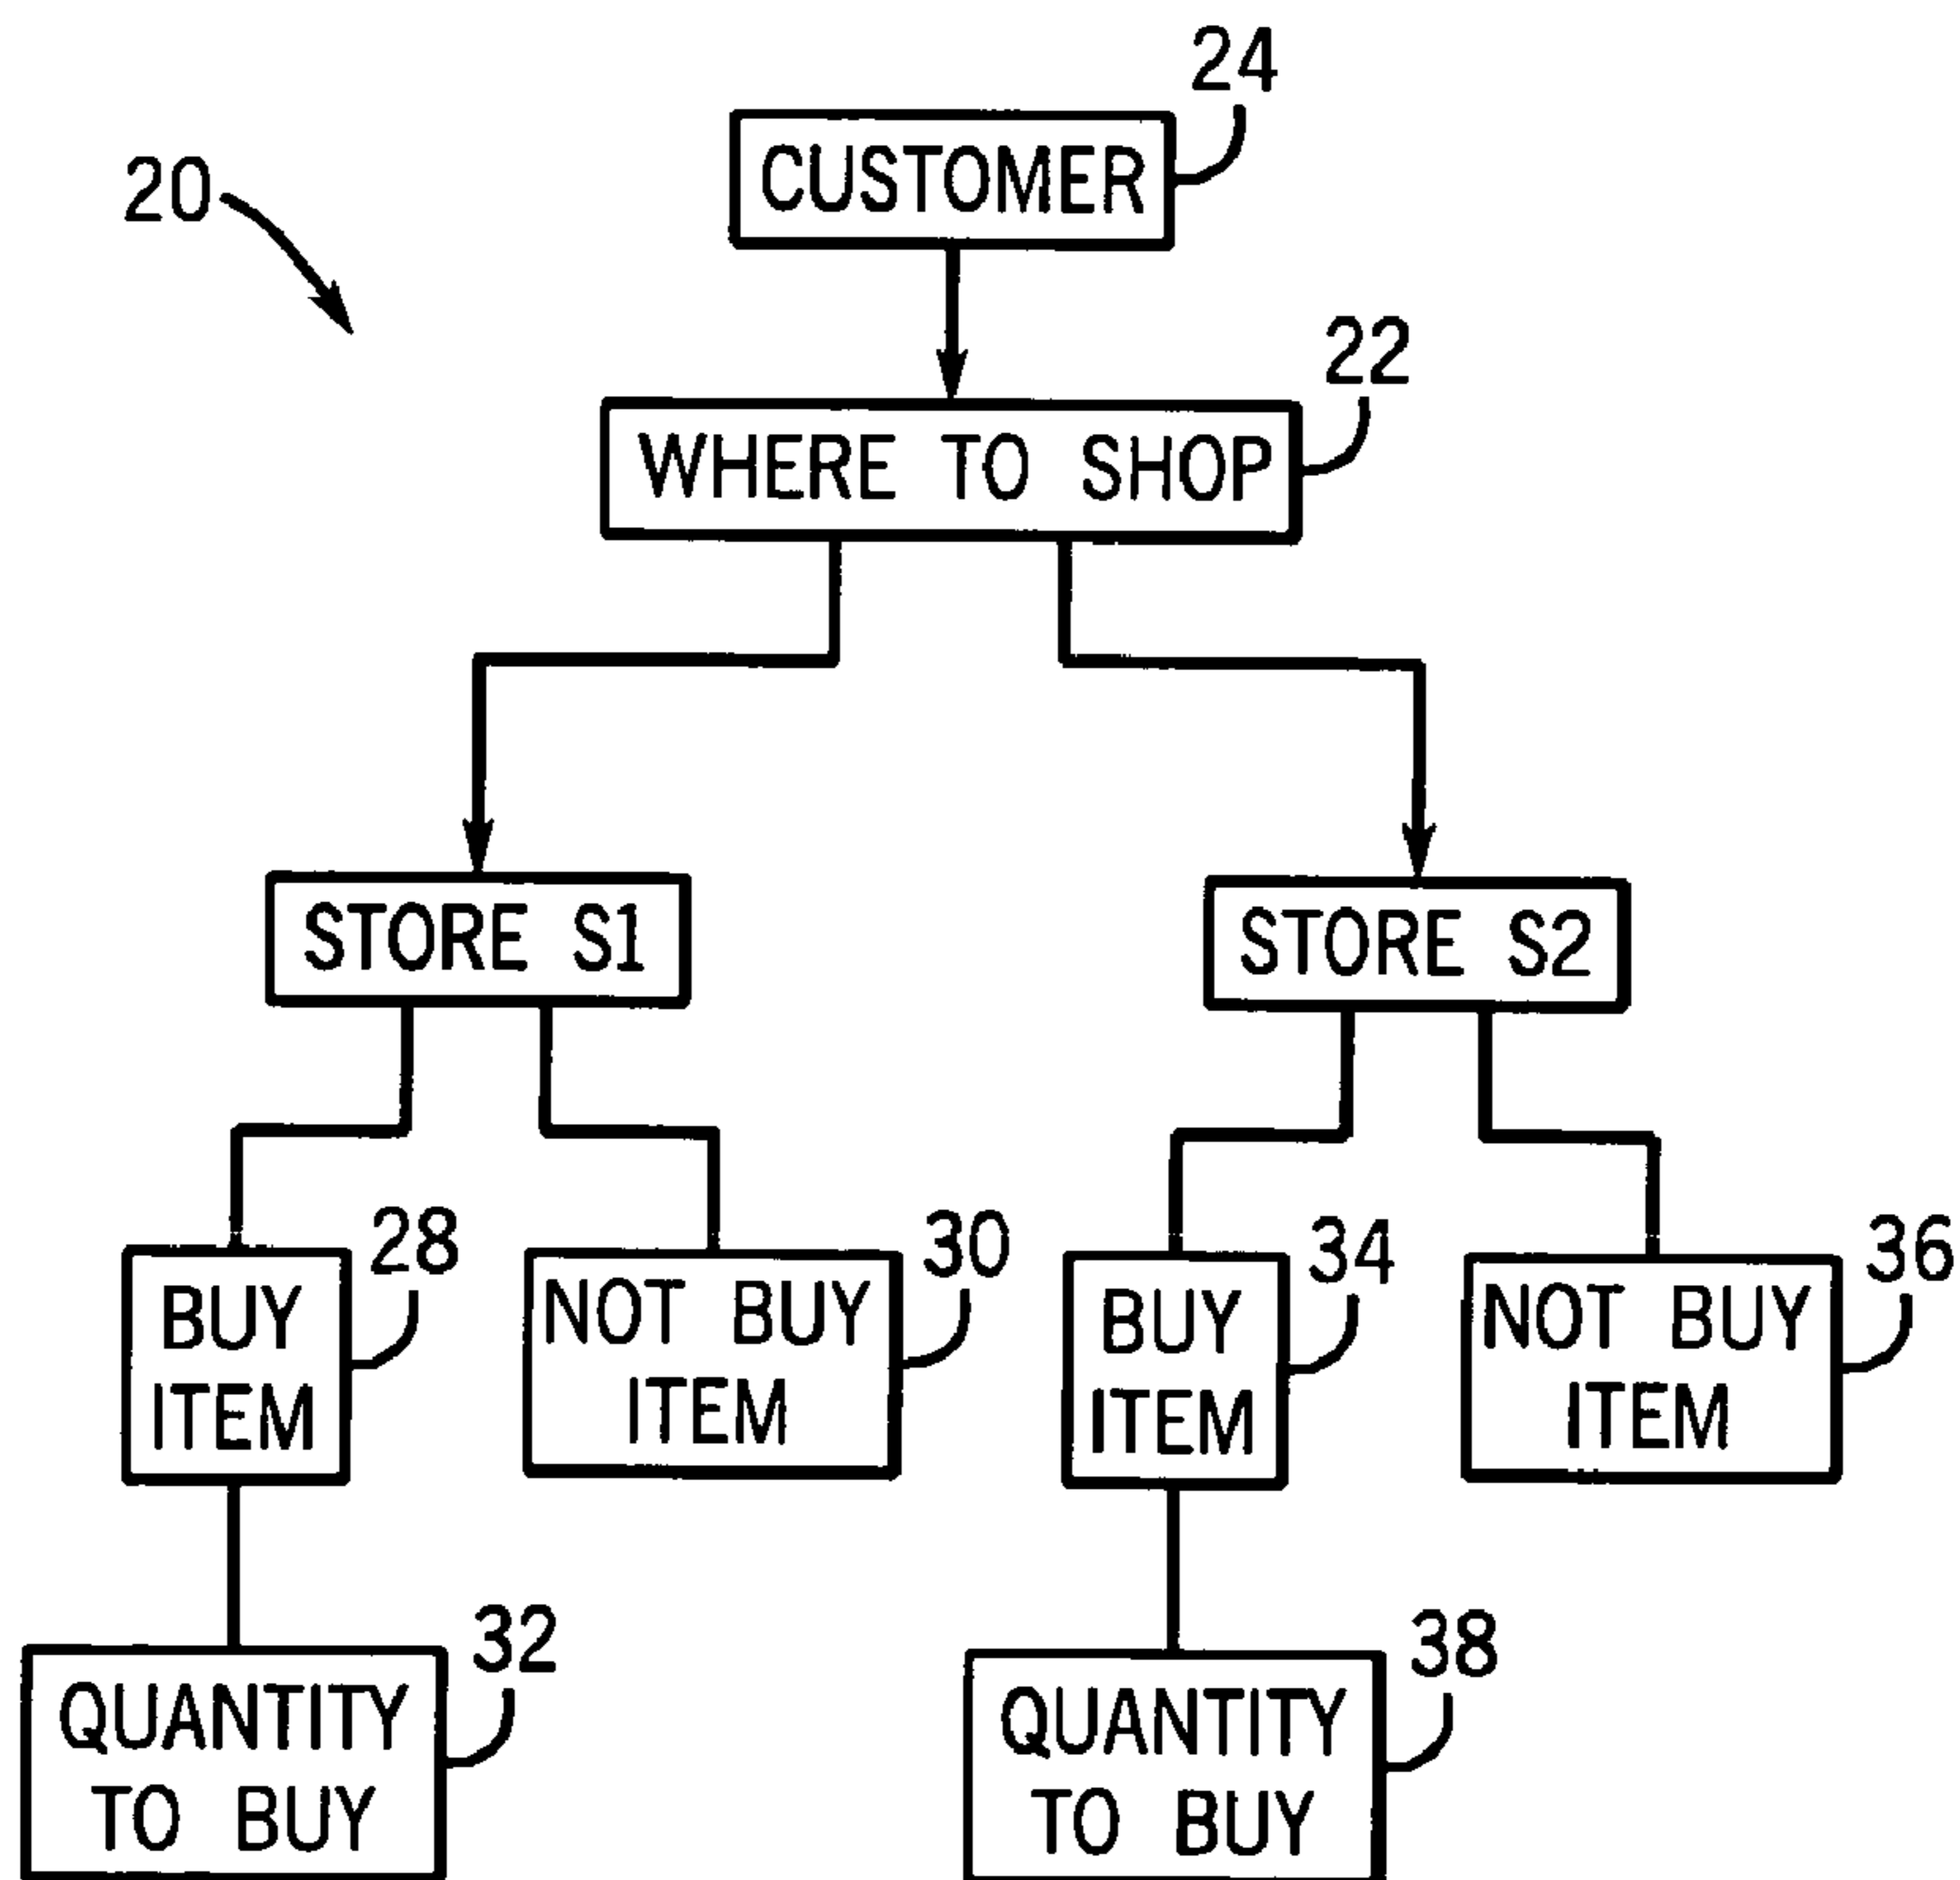 24
CUSTOMER
20
22
WHERE TO SHOP
STORE S1
STORE S2
28
BUY
ITEM
30
NOT BUY
ITEM
34
BUY
ITEM
36
NOT BUY
ITEM
32
QUANTITY
TO BUY
38
QUANTITY
TO BUY